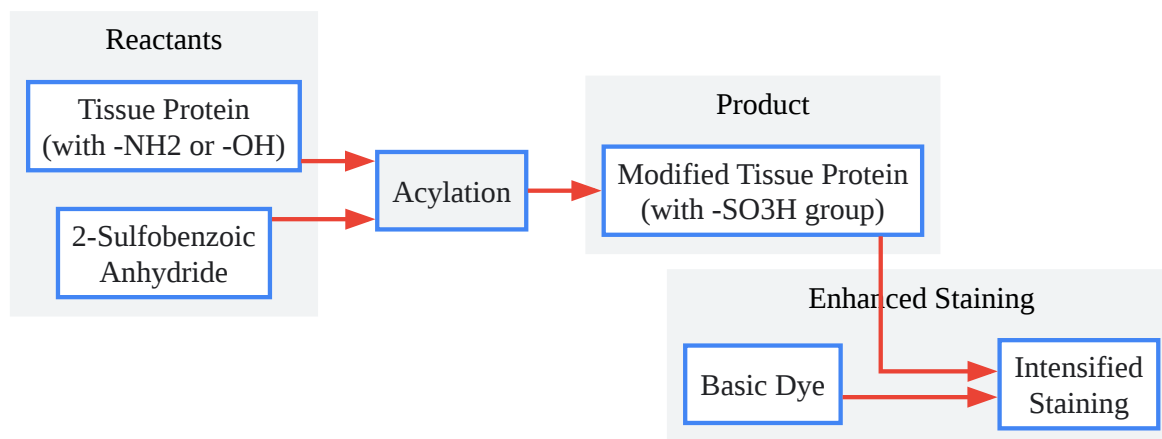 Reactants
Tissue Protein
(with -NH2 or -OH)
2-Sulfobenzoic
Anhydride
Acylation
Product
Modified Tissue Protein
(with -SO3H group)
Enhanced Staining
Basic Dye
Intensified
Staining